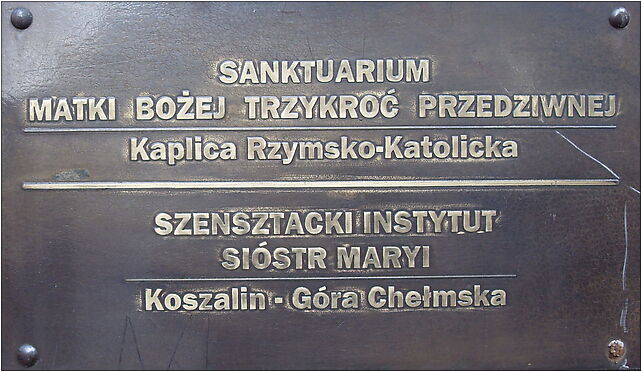 SANKTUARIUM
MATKI BOŻEJ TRZYKROĆ PRZEDZIWNEJ
Kaplica Rzymsko-Katolicka
SZENSZTACKI INSTYTUT
SIÓSTR MARYI
Koszalin - Góra Chełmska